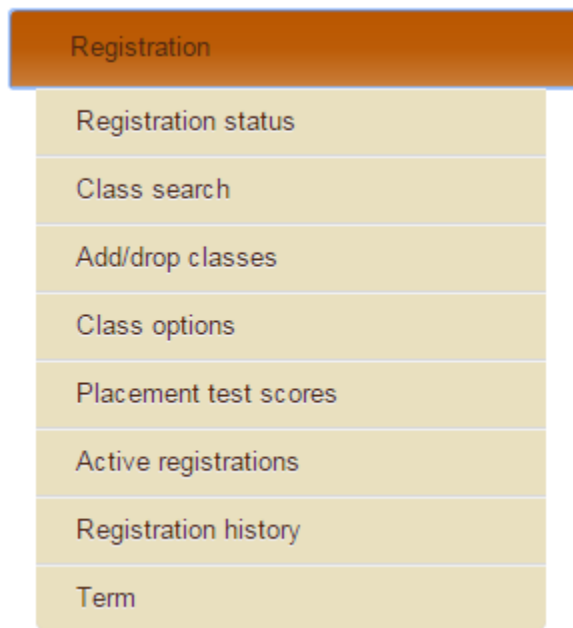 Registration
Registration status
Class search
Add/drop classes
Class options
Placement test scores
Active registrations
Registration history
Term